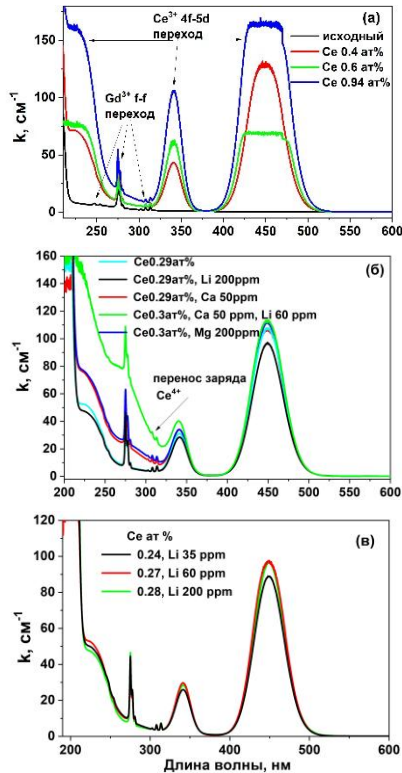 (а)
Ce³⁺ 4f-5d
переход
исходный
Ce 0.4 ат%
Ce 0.6 ат%
Ce 0.94 ат%
Gd³⁺ f-f
переход
k, см⁻¹
150
100
50
0
250 300 350 400 450 500 550 600
(б)
Ce0.29ат%
Ce0.29ат%, Li 200ppm
Ce0.29ат%, Ca 50ppm
Ce0.3ат%, Ca 50 ppm, Li 60 ppm
Ce0.3ат%, Mg 200ppm
перенос заряда
Ce⁴⁺
k, см⁻¹
160
140
120
100
80
60
40
20
0
200 250 300 350 400 450 500 550 600
(в)
Ce ат %
0.24, Li 35 ppm
0.27, Li 60 ppm
0.28, Li 200 ppm
k, см⁻¹
120
100
80
60
40
20
0
200 300 400 500 600
Длина волны, нм